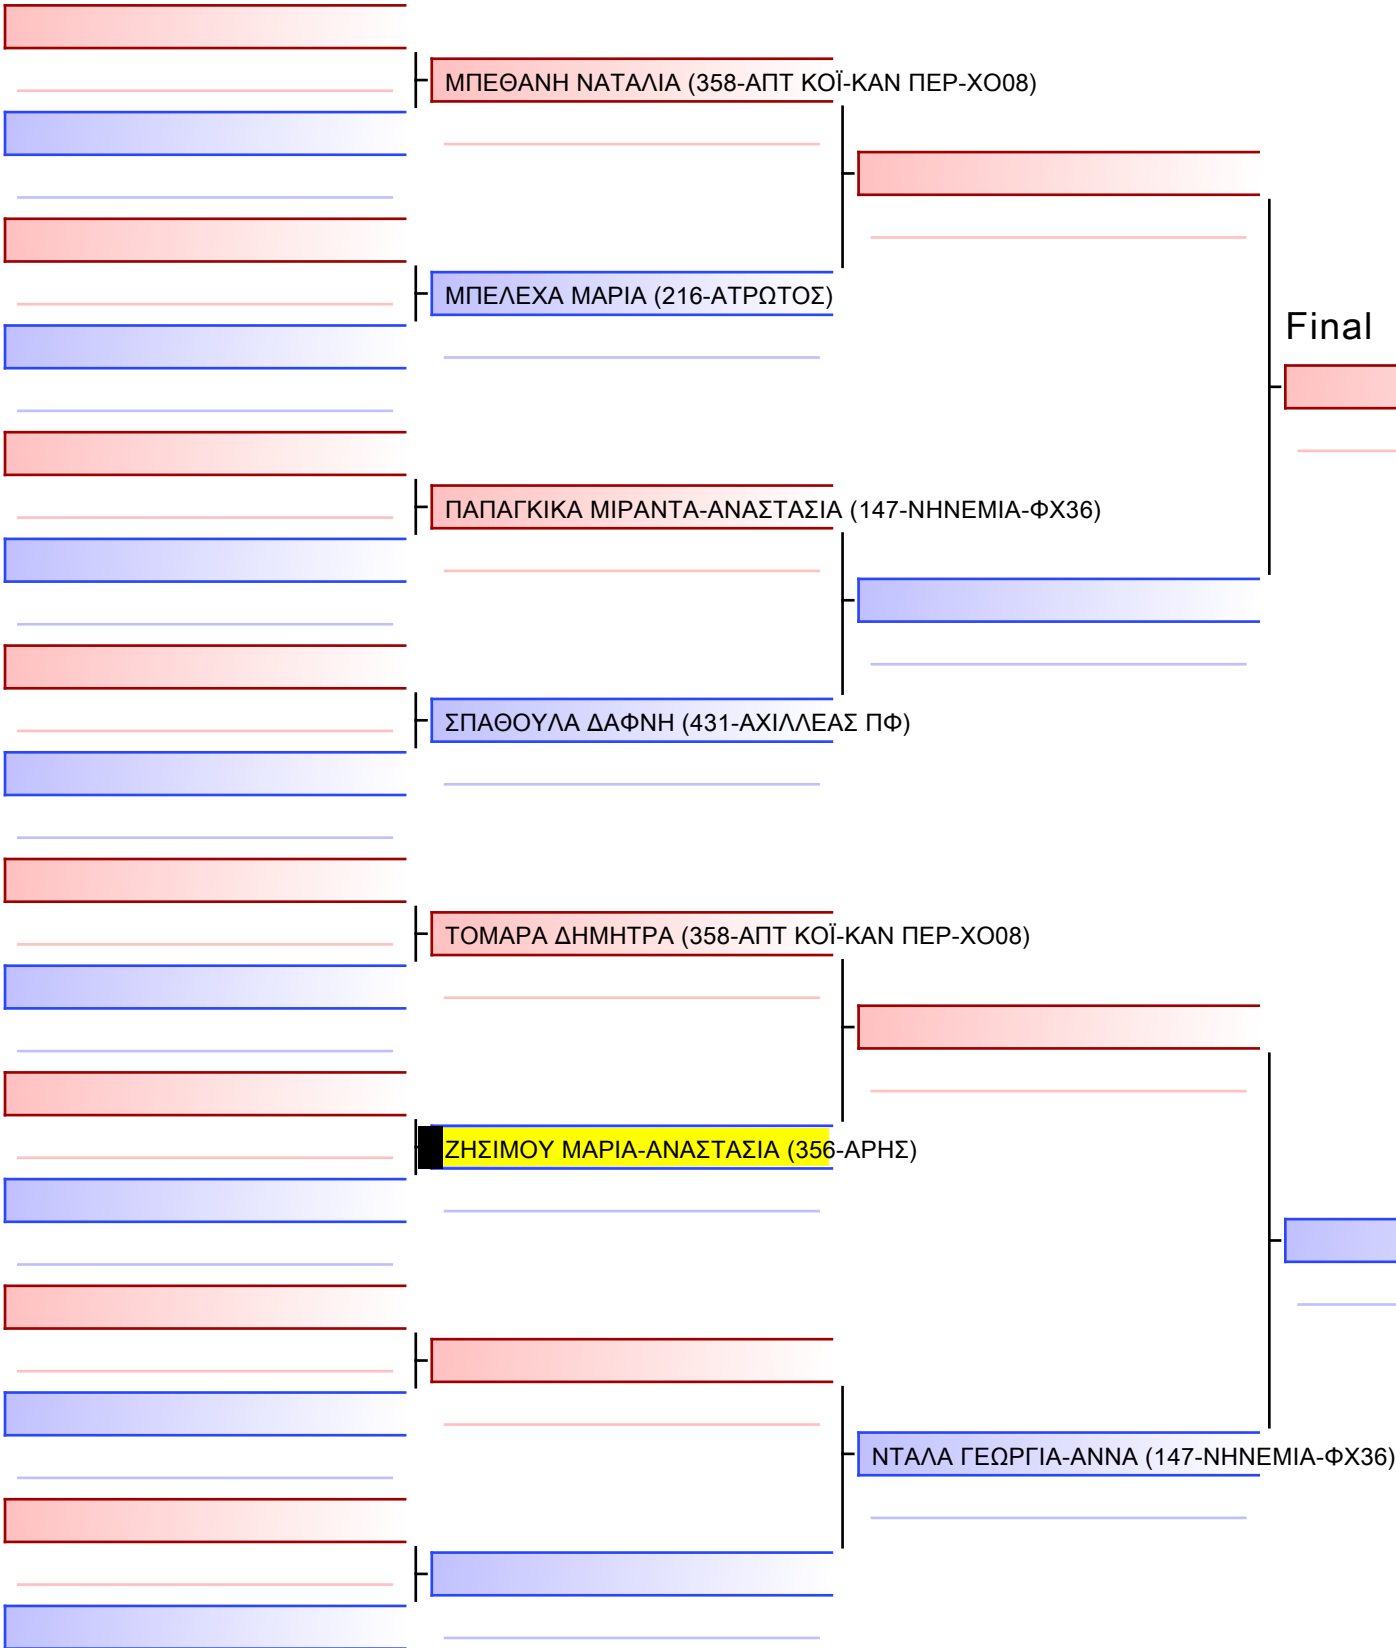 ΜΠΕΘΑΝΗ ΝΑΤΑΛΙΑ (358-ΑΠΤ ΚΟΪ-ΚΑΝ ΠΕΡ-ΧΟ08)
ΜΠΕΛΕΧΑ ΜΑΡΙΑ (216-ΑΤΡΩΤΟΣ)
Final
ΠΑΠΑΓΚΙΚΑ ΜΙΡΑΝΤΑ-ΑΝΑΣΤΑΣΙΑ (147-ΝΗΝΕΜΙΑ-ΦΧ36)
ΣΠΑΘΟΥΛΑ ΔΑΦΝΗ (431-ΑΧΙΛΛΕΑΣ ΠΦ)
ΤΟΜΑΡΑ ΔΗΜΗΤΡΑ (358-ΑΠΤ ΚΟΪ-ΚΑΝ ΠΕΡ-ΧΟ08)
ΖΗΣΙΜΟΥ ΜΑΡΙΑ-ΑΝΑΣΤΑΣΙΑ (356-ΑΡΗΣ)
ΝΤΑΛΑ ΓΕΩΡΓΙΑ-ΑΝΝΑ (147-ΝΗΝΕΜΙΑ-ΦΧ36)